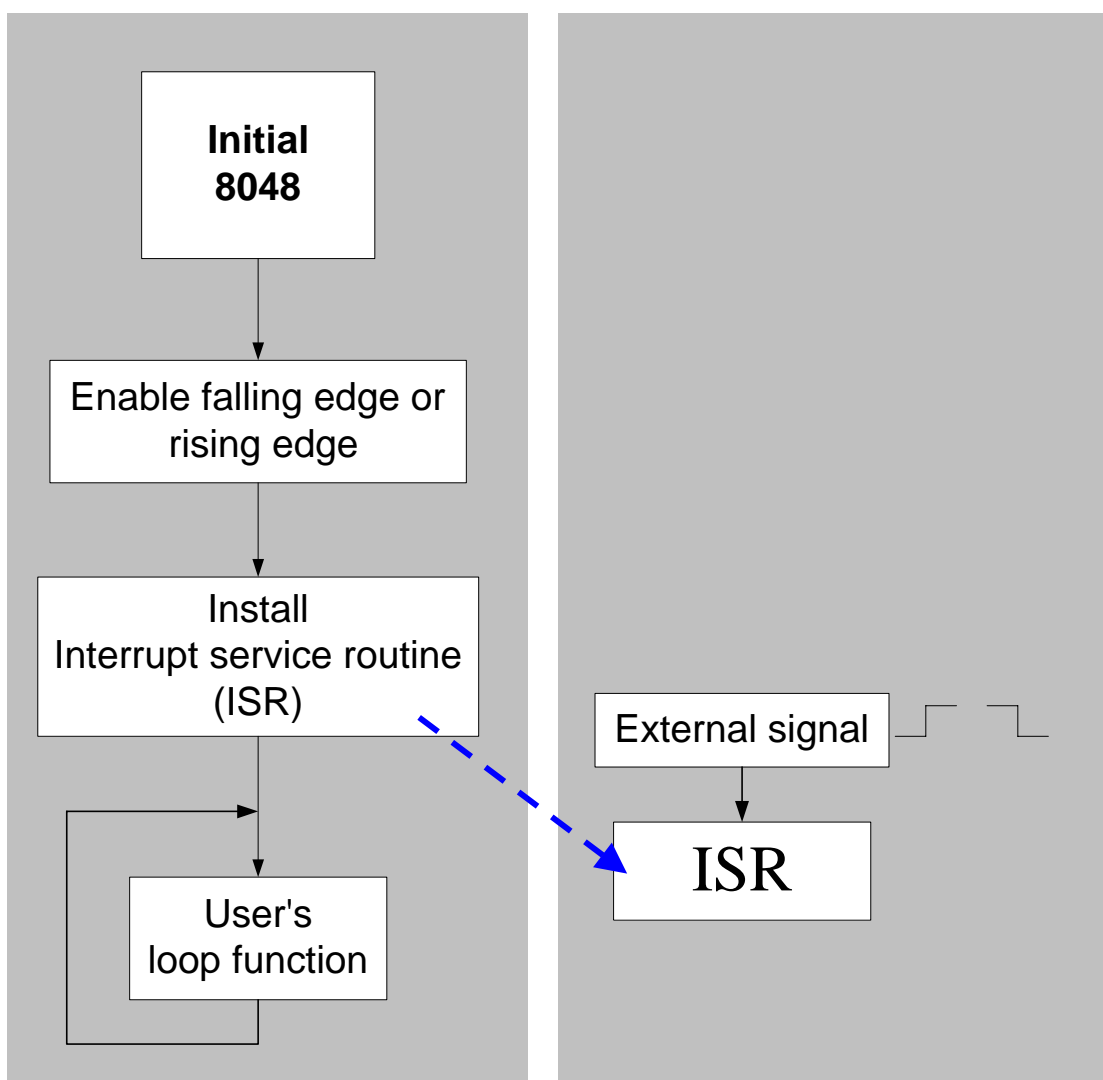 Initial
8048
Enable falling edge or
rising edge
Install
Interrupt service routine
(ISR)
User's
loop function
External signal
ISR